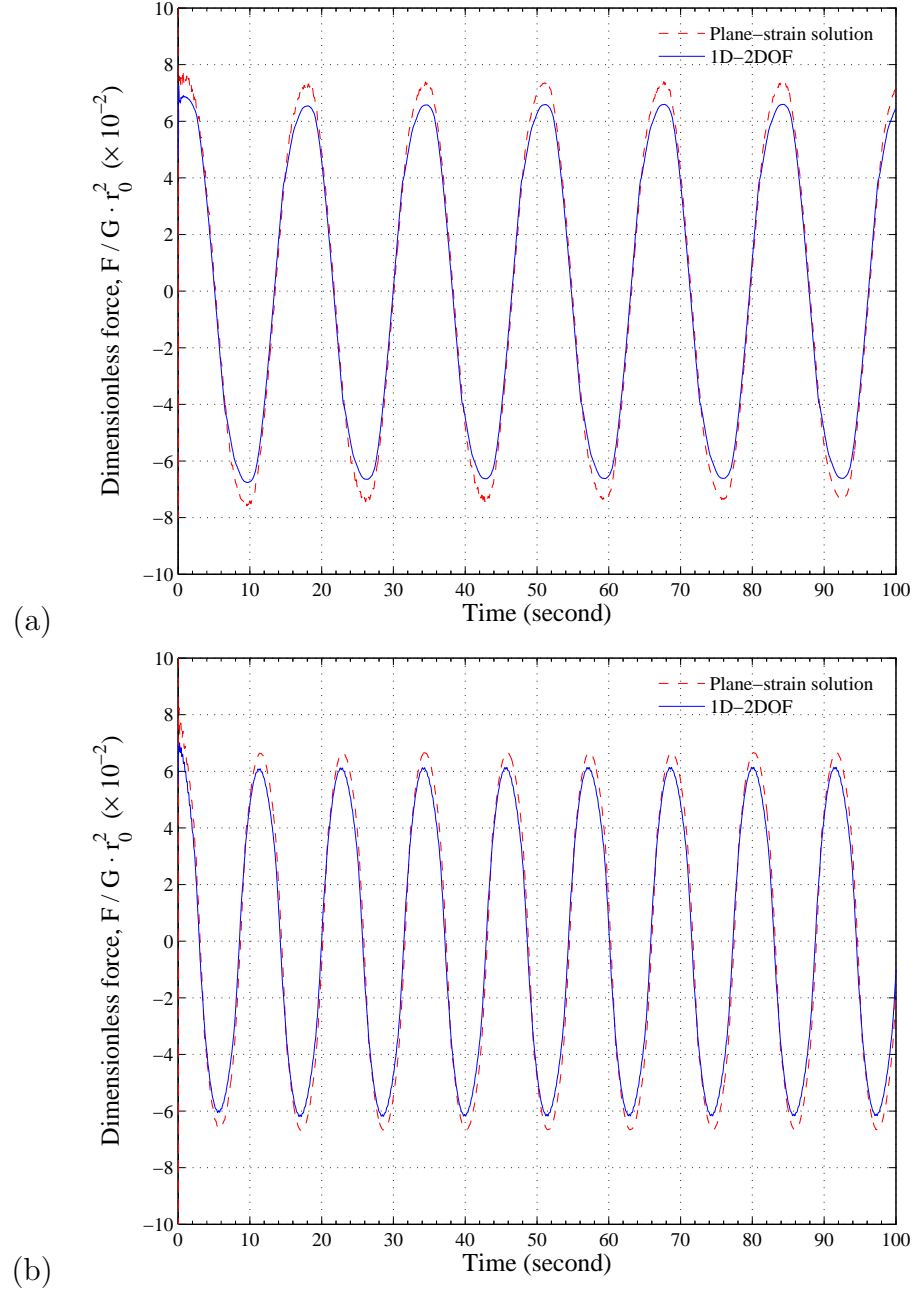 10
8
6
4
2
0
−2
−4
−6
−8
−10
Dimensionless force, F / G · r₀² (× 10⁻²)
Plane−strain solution
1D−2DOF
0 10 20 30 40 50 60 70 80 90 100
Time (second)
(a)
10
8
6
4
2
0
−2
−4
−6
−8
−10
Dimensionless force, F / G · r₀² (× 10⁻²)
Plane−strain solution
1D−2DOF
0 10 20 30 40 50 60 70 80 90 100
Time (second)
(b)